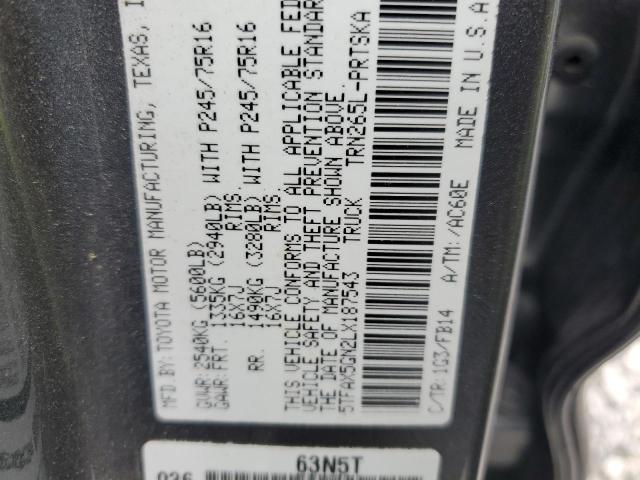 MFD.BY:TOYOTA MOTOR MANUFACTURING, TEXAS, I
GVWR:2540KG (5600LB)
GAWR:FRT. 1335KG (2940LB) WITH P245/75R16
16X7J RIMS
RR. 1490KG (3280LB) WITH P245/75R16
16X7J RIMS
THIS VEHICLE CONFORMS TO ALL APPLICABLE FED
VEHICLE SAFETY AND THEFT PREVENTION STANDAR
THE DATE OF MANUFACTURE SHOWN ABOVE.
5TFAX5GN2LX187543 TRUCK TRN265L-PRTSKA
C/TR:1G3/FB14 A/TM:/AC60E MADE IN U.S.A
63N5T
036